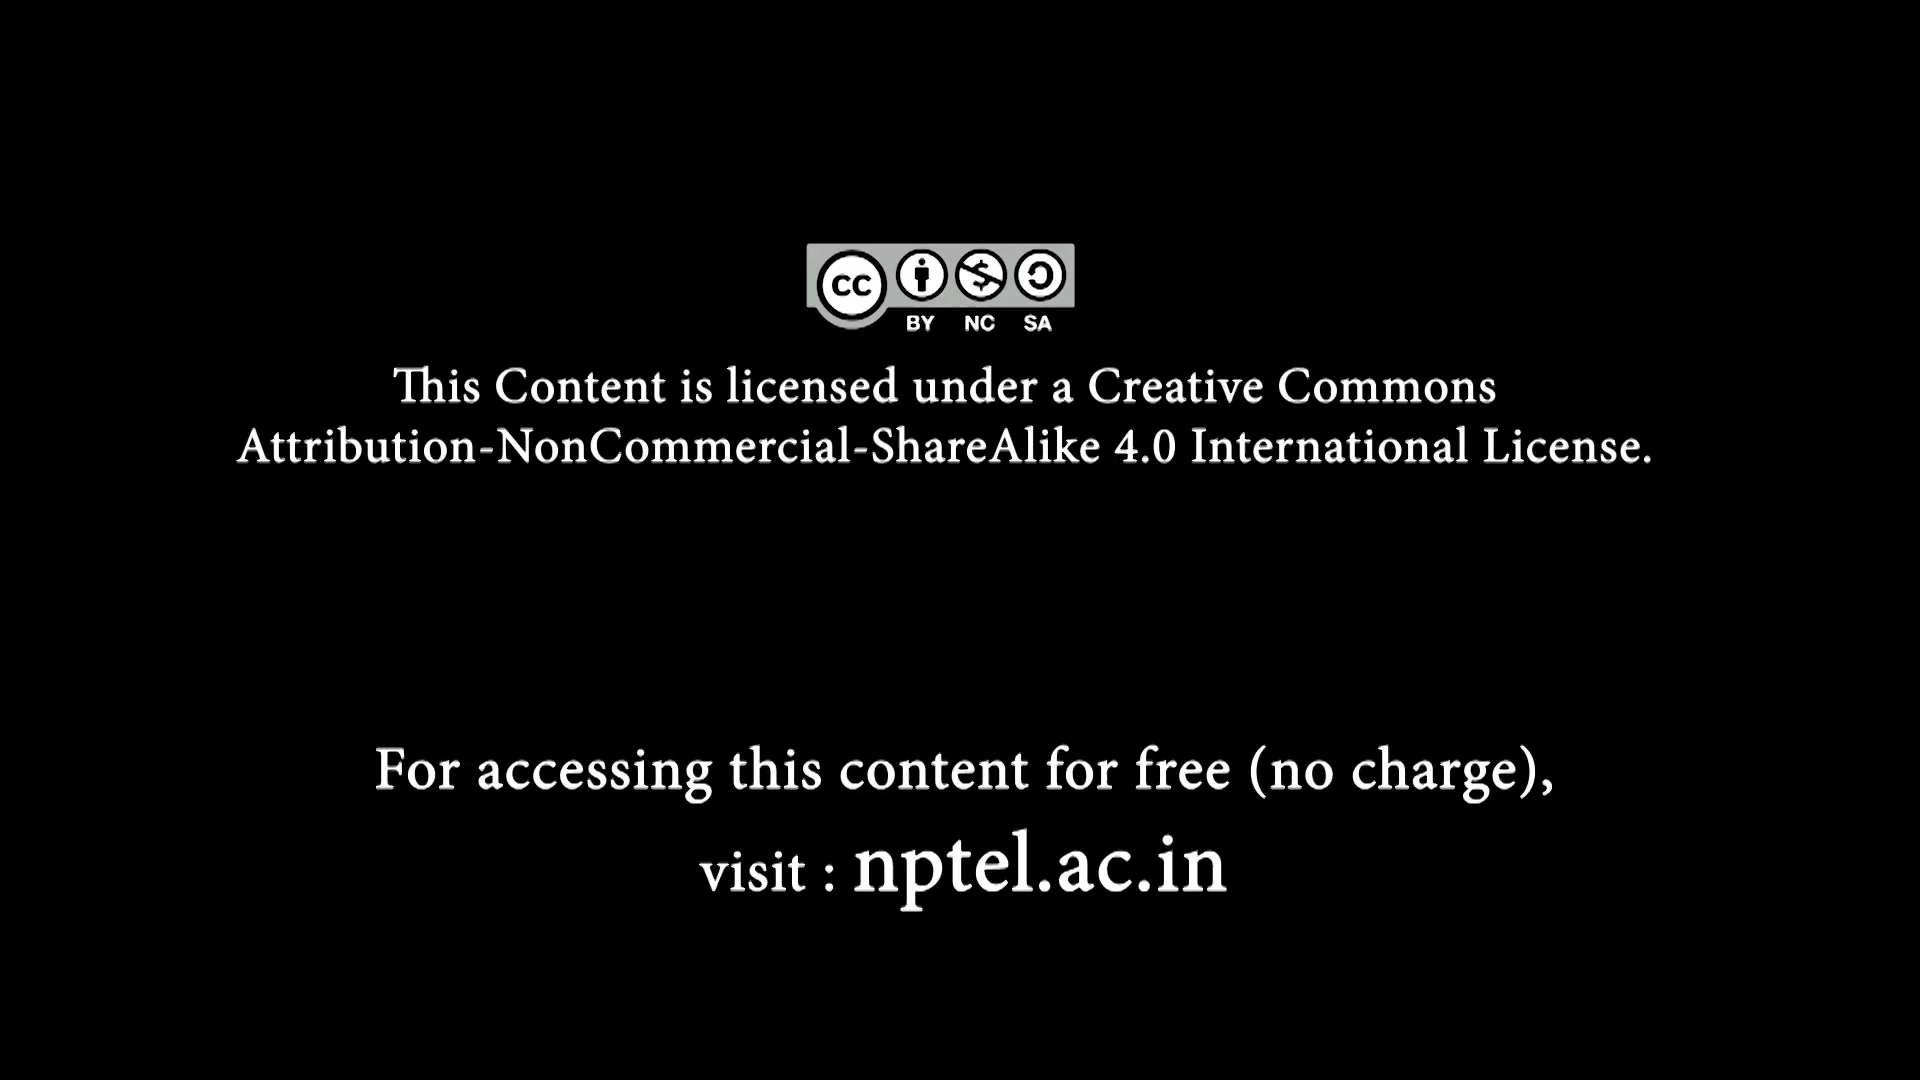 cc
BY NC SA
This Content is licensed under a Creative Commons
Attribution-NonCommercial-ShareAlike 4.0 International License.
For accessing this content for free (no charge),
visit : nptel.ac.in